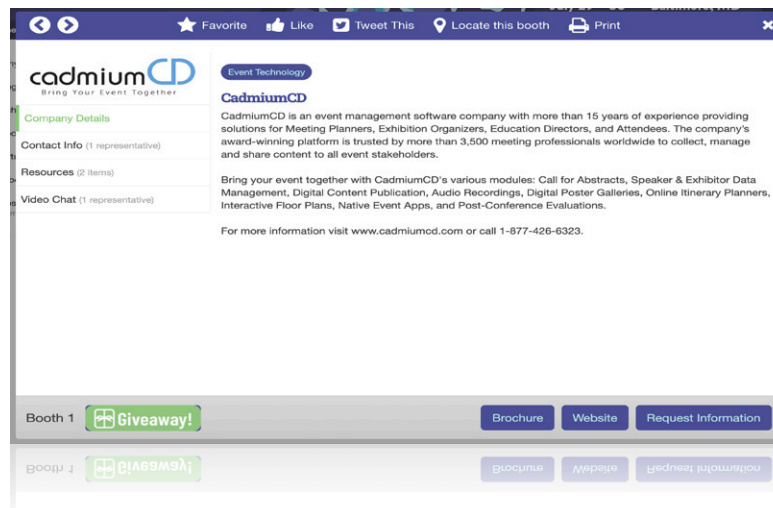 Favorite Like Tweet This Locate this booth Print
cadmiumCD
Bring Your Event Together
Company Details
Contact Info (1 representative)
Resources (2 items)
Video Chat (1 representative)
Event Technology
CadmiumCD
CadmiumCD is an event management software company with more than 15 years of experience providing
solutions for Meeting Planners, Exhibition Organizers, Education Directors, and Attendees. The company's
award-winning platform is trusted by more than 3,500 meeting professionals worldwide to collect, manage
and share content to all event stakeholders.
Bring your event together with CadmiumCD's various modules: Call for Abstracts, Speaker & Exhibitor Data
Management, Digital Content Publication, Audio Recordings, Digital Poster Galleries, Online Itinerary Planners,
Interactive Floor Plans, Native Event Apps, and Post-Conference Evaluations.
For more information visit www.cadmiumcd.com or call 1-877-426-6323.
Booth 1 Giveaway! Brochure Website Request Information